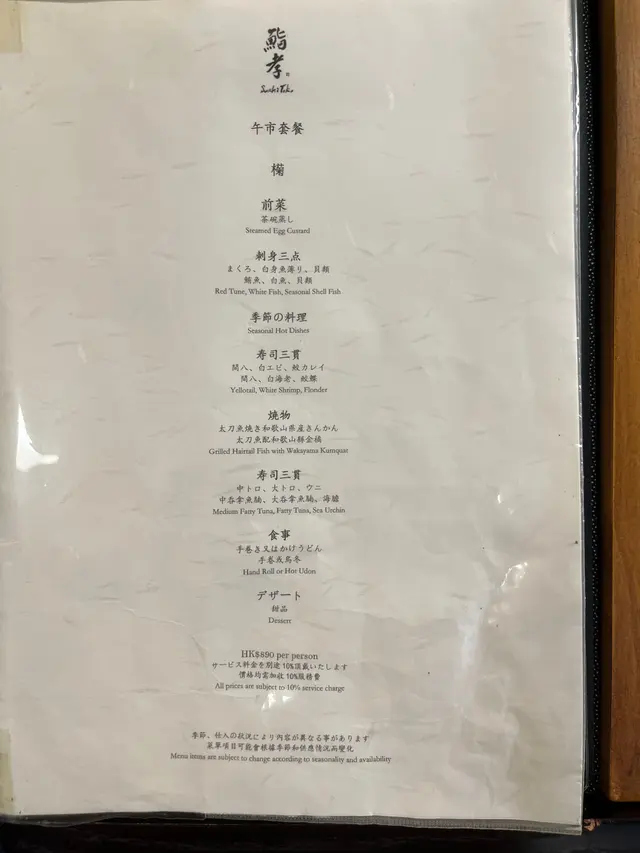 鮨
孝
Sushi Taku
午市套餐
前菜
茶碗蒸し
Steamed Egg Custard
刺身三点
まぐろ、白身魚薄り、貝類
鮪魚、白魚、貝類
Red Tune, White Fish, Seasonal Shell Fish
季節の料理
Seasonal Hot Dishes
寿司三貫
間八、白エビ、鮫カレイ
間八、白海老、鮫鰈
Yellotail, White Shrimp, Flonder
焼物
太刀魚焼き和歌山県産きんかん
太刀魚配和歌山鮮金橘
Grilled Hairtail Fish with Wakayama Kumquat
寿司三貫
中トロ、大トロ、ウニ
中吞拿魚腩、大吞拿魚腩、海膽
Medium Fatty Tuna, Fatty Tuna, Sea Urchin
食事
手巻き又はかけうどん
手卷或烏冬
Hand Roll or Hot Udon
デザート
甜品
Dessert
HK$890 per person
サービス料金を別途10%頂戴いたします
價格均需加收10%服務費
All prices are subject to 10% service charge
季節、仕入の状況により内容が異なる事があります
菜單項目可能會根據季節和供應情況而變化
Menu items are subject to change according to seasonality and availability